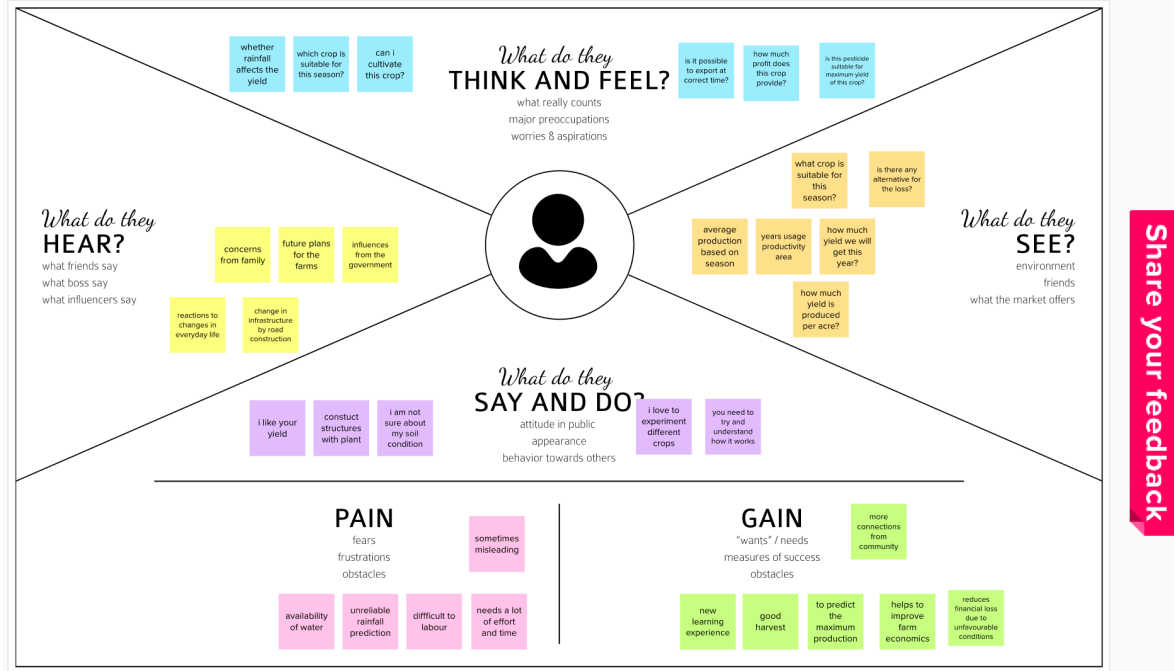 What do they
THINK AND FEEL?
what really counts
major preoccupations
worries & aspirations
whether
rainfall
affects the
yield
which crop is
suitable for
this season?
can i
cultivate
this crop?
is it possible
to export at
correct time?
how much
profit does
this crop
provide?
is this pesticide
suitable for
maximum yield
of this crop?
What do they
HEAR?
what friends say
what boss say
what influencers say
concerns
from family
future plans
for the
farms
influences
from the
government
reactions to
changes in
everyday life
change in
infrastructure
by road
construction
what crop is
suitable for
this
season?
is there any
alternative for
the loss?
average
production
based on
season
years usage
productivity
area
how much
yield we will
get this
year?
how much
yield is
produced
per acre?
What do they
SEE?
environment
friends
what the market offers
What do they
SAY AND DO?
attitude in public
appearance
behavior towards others
i like your
yield
constuct
structures
with plant
i am not
sure about
my soil
condition
i love to
experiment
different
crops
you need to
try and
understand
how it works
PAIN
fears
frustrations
obstacles
sometimes
misleading
availability
of water
unreliable
rainfall
prediction
diffficult to
labour
needs a lot
of effort
and time
GAIN
“wants” / needs
measures of success
obstacles
more
connections
from
community
new
learning
experience
good
harvest
to predict
the
maximum
production
helps to
improve
farm
economics
reduces
financial loss
due to
unfavourable
conditions
Share your feedback